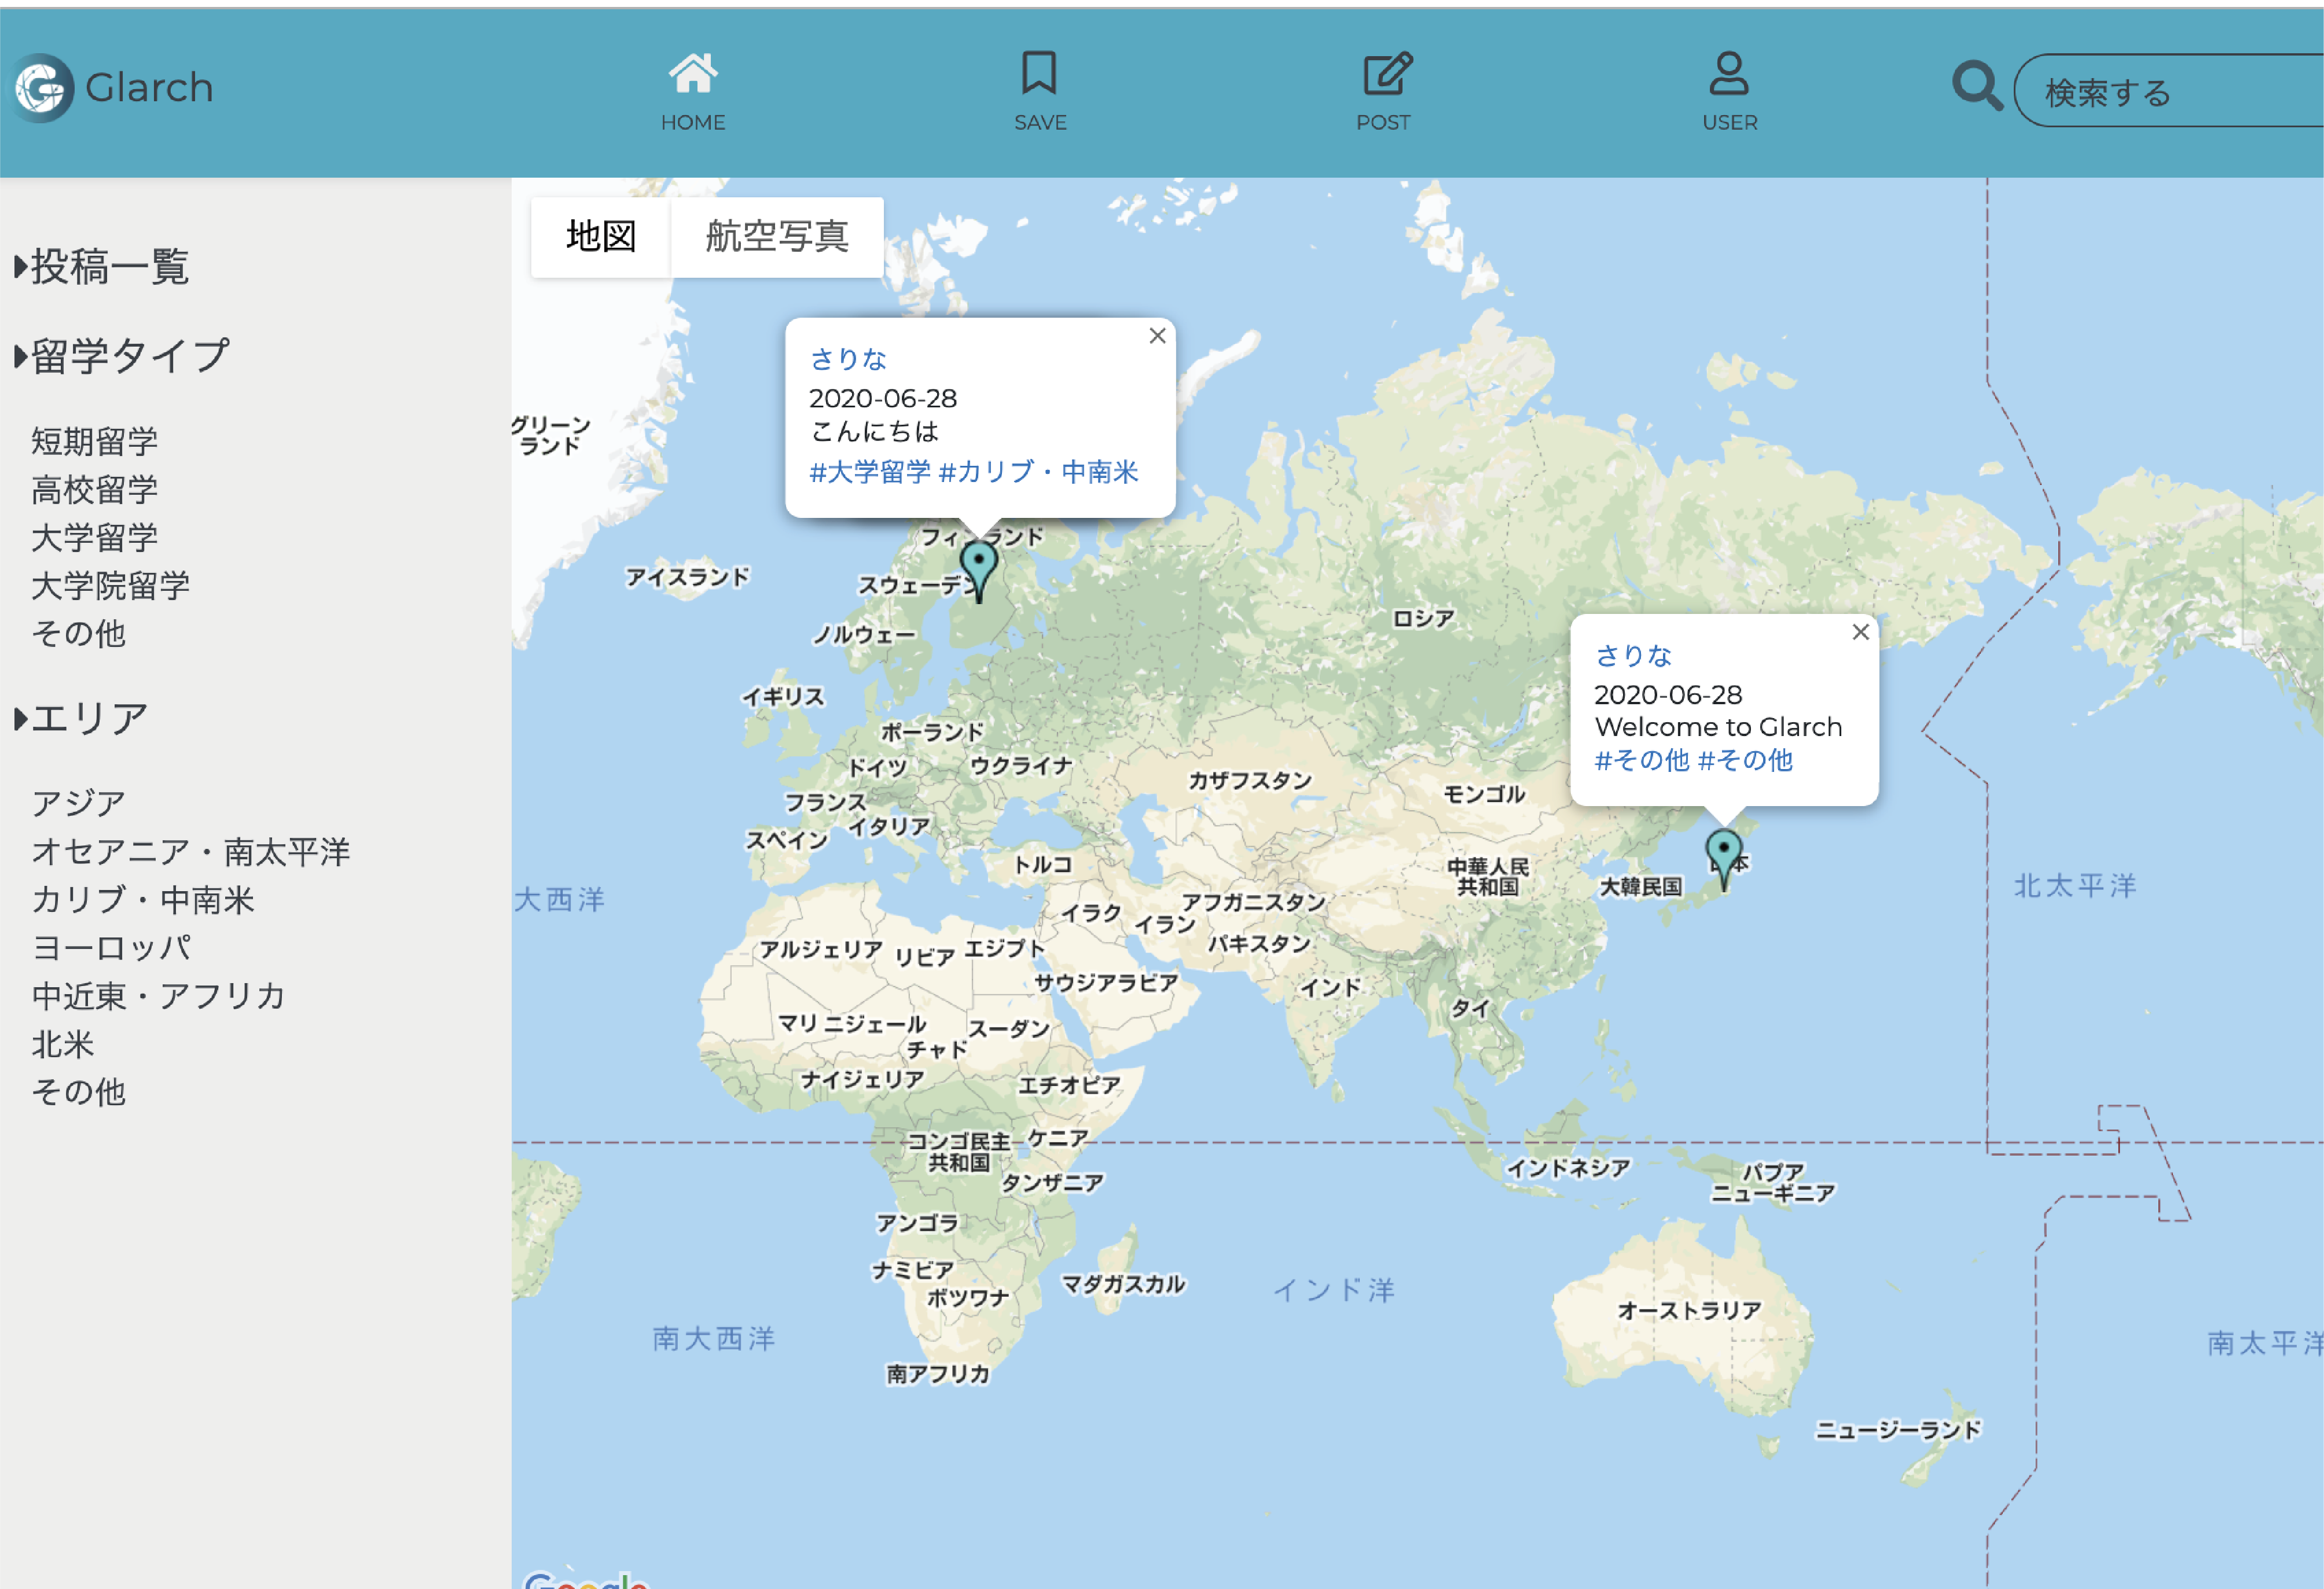 Glarch
HOME
SAVE
POST
USER
検索する
投稿一覧
留学タイプ
短期留学
高校留学
大学留学
大学院留学
その他
エリア
アジア
オセアニア・南太平洋
カリブ・中南米
ヨーロッパ
中近東・アフリカ
北米
その他
地図
航空写真
さりな
2020-06-28
こんにちは
#大学留学 #カリブ・中南米
さりな
2020-06-28
Welcome to Glarch
#その他 #その他
グリーン
ランド
アイスランド
スウェーデン
ノルウェー
ロシア
イギリス
ポーランド
ドイツ
ウクライナ
フランス
イタリア
スペイン
カザフスタン
モンゴル
トルコ
中華人民
共和国
大韓民国
大西洋
北太平洋
イラク
イラン
アフガニスタン
パキスタン
アルジェリア
リビア
エジプト
サウジアラビア
インド
タイ
マリ
ニジェール
スーダン
チャド
ナイジェリア
エチオピア
コンゴ民主
共和国
ケニア
タンザニア
インドネシア
パプア
ニューギニア
アンゴラ
ナミビア
ボツワナ
マダガスカル
インド洋
オーストラリア
南大西洋
南太平洋
南アフリカ
ニュージーランド
Google